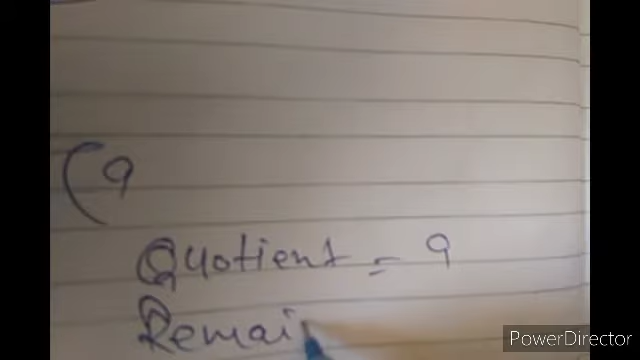 (9
Quotient = 9
Remai
PowerDirector